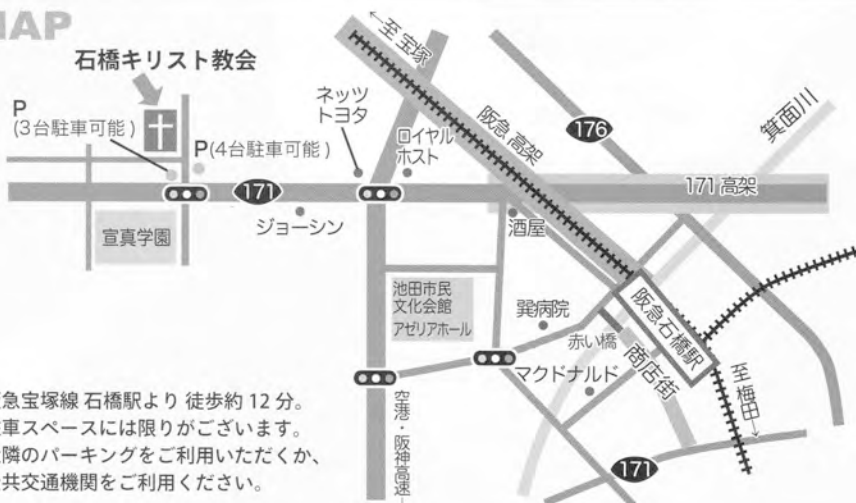 MAP
石橋キリスト教会
P
(3台駐車可能)
P(4台駐車可能)
171
宣真学園
ジョーシン
ネッツ
トヨタ
ロイヤル
ホスト
←至 宝塚
阪急 高架
176
箕面川
171 高架
酒屋
池田市民
文化会館
アゼリアホール
巽病院
赤い橋
マクドナルド
商店街
阪急石橋駅
至 梅田→
171
空港・阪神高速→
急宝塚線 石橋駅より 徒歩約 12 分。
車スペースには限りがございます。
隣のパーキングをご利用いただくか、
共交通機関をご利用ください。